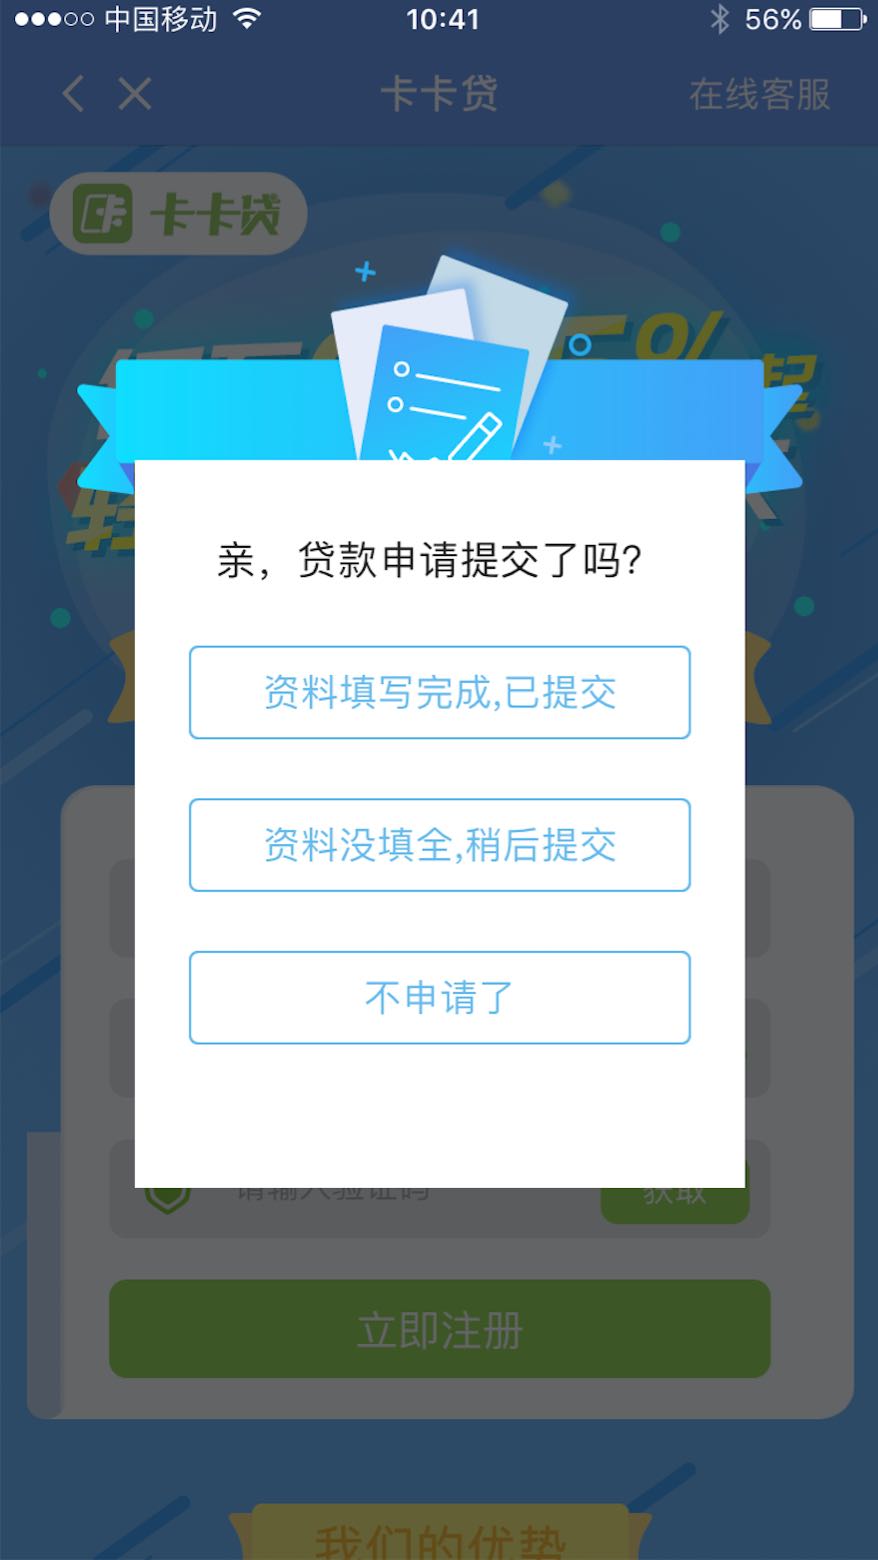 中国移动
10:41
56%
卡卡贷
在线客服
卡卡贷
亲，贷款申请提交了吗？
资料填写完成,已提交
资料没填全,稍后提交
不申请了
请输入验证码
获取
立即注册
我们的优势